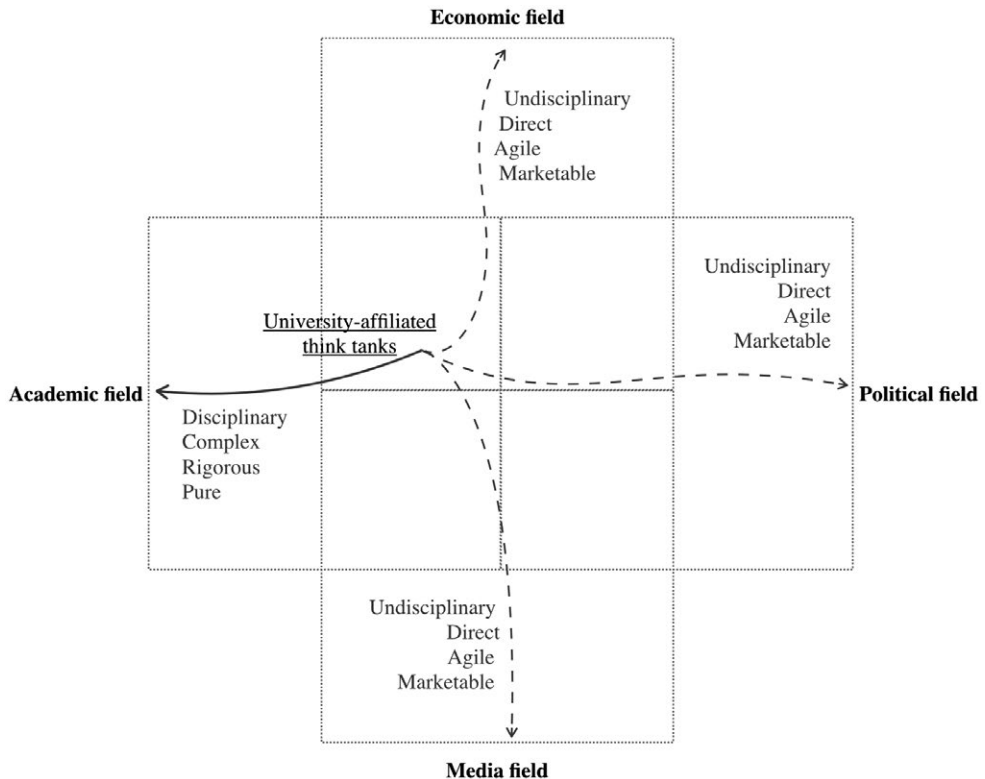 Economic field
Undisciplinary
Direct
Agile
Marketable
Undisciplinary
Direct
Agile
Marketable
University-affiliated
think tanks
Academic field
Political field
Disciplinary
Complex
Rigorous
Pure
Undisciplinary
Direct
Agile
Marketable
Media field